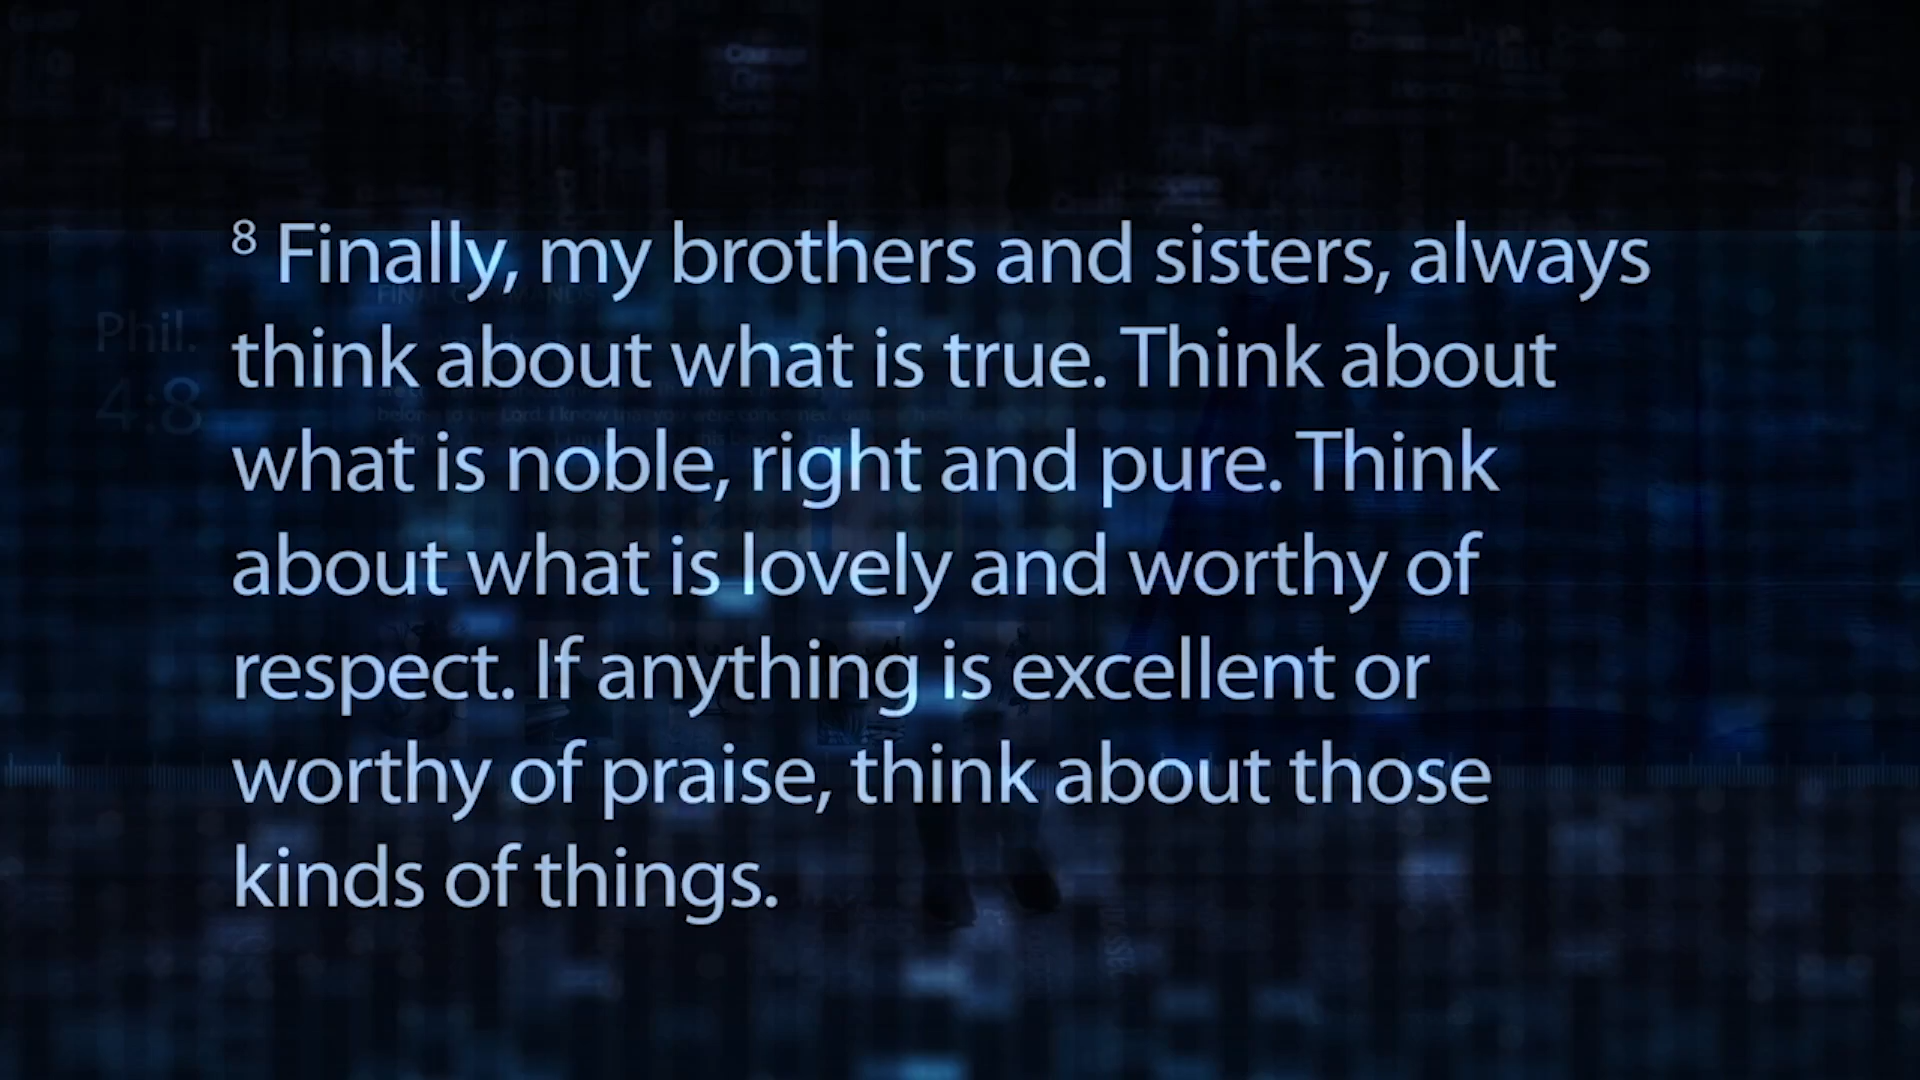 Phil.
4:8
8 Finally, my brothers and sisters, always
think about what is true. Think about
what is noble, right and pure. Think
about what is lovely and worthy of
respect. If anything is excellent or
worthy of praise, think about those
kinds of things.